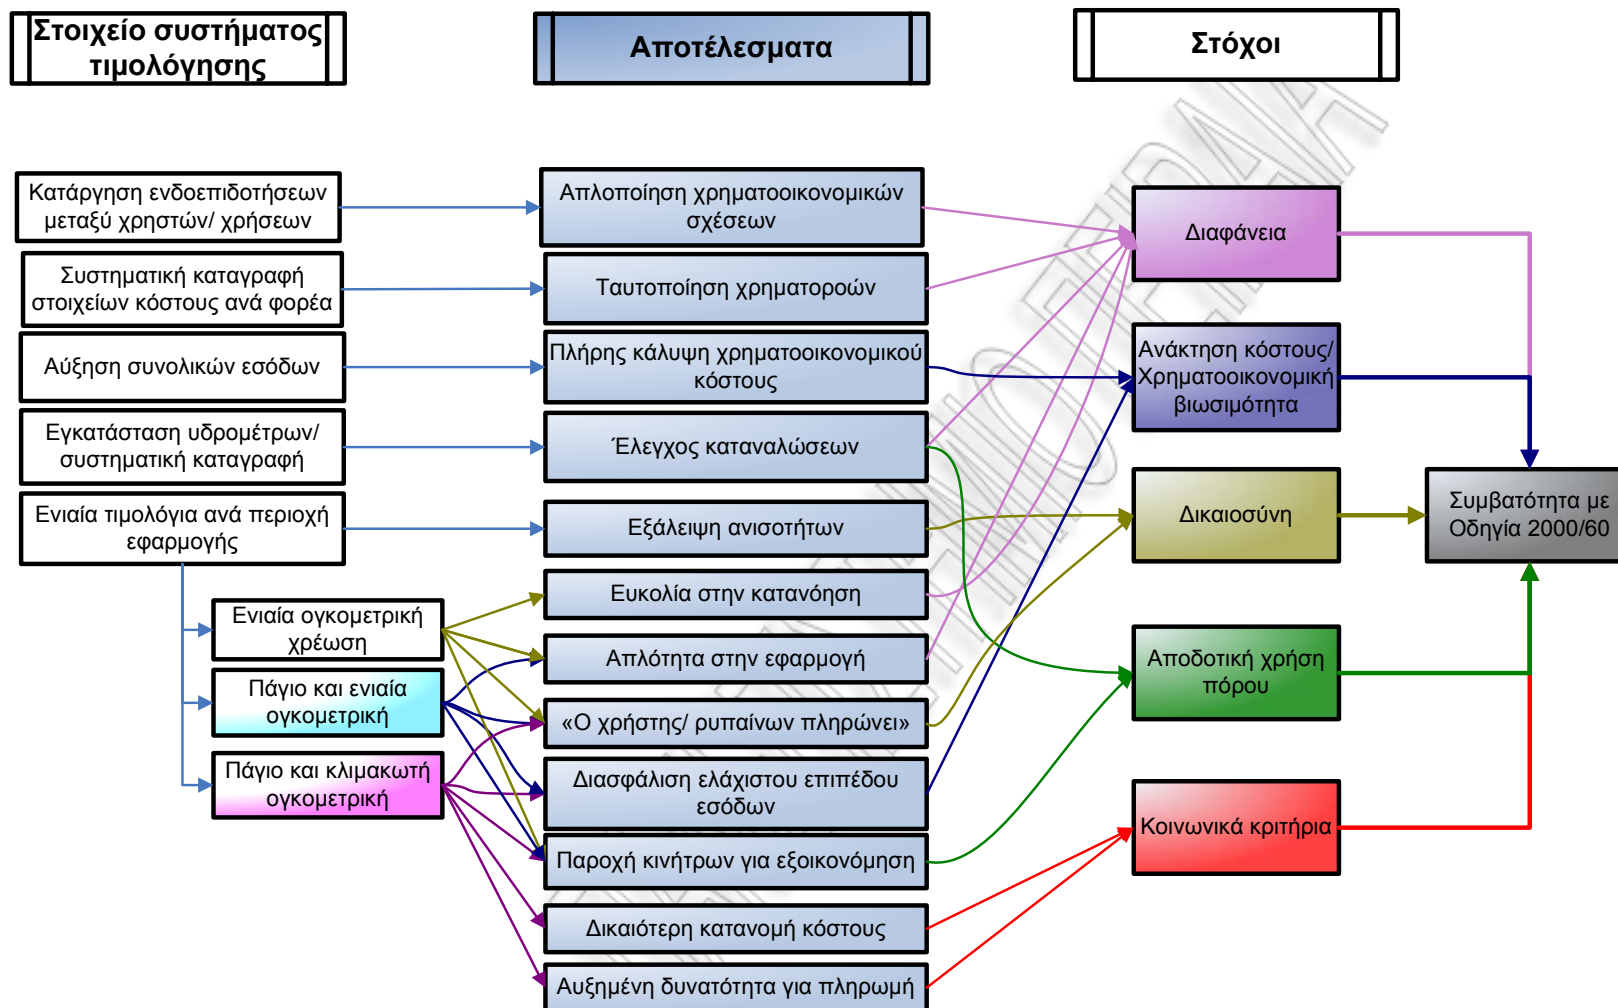 Στοιχείο συστήματος
τιμολόγησης
Αποτέλεσματα
Στόχοι
Κατάργηση ενδοεπιδοτήσεων
μεταξύ χρηστών/ χρήσεων
Συστηματική καταγραφή
στοιχείων κόστους ανά φορέα
Αύξηση συνολικών εσόδων
Εγκατάσταση υδρομέτρων/
συστηματική καταγραφή
Ενιαία τιμολόγια ανά περιοχή
εφαρμογής
Ενιαία ογκομετρική
χρέωση
Πάγιο και ενιαία
ογκομετρική
Πάγιο και κλιμακωτή
ογκομετρική
Απλοποίηση χρηματοοικονομικών
σχέσεων
Ταυτοποίηση χρηματοροών
Πλήρης κάλυψη χρηματοοικονομικού
κόστους
Έλεγχος καταναλώσεων
Εξάλειψη ανισοτήτων
Ευκολία στην κατανόηση
Απλότητα στην εφαρμογή
«Ο χρήστης/ ρυπαίνων πληρώνει»
Διασφάλιση ελάχιστου επιπέδου
εσόδων
Παροχή κινήτρων για εξοικονόμηση
Δικαιότερη κατανομή κόστους
Αυξημένη δυνατότητα για πληρωμή
Διαφάνεια
Ανάκτηση κόστους/
Χρηματοοικονομική
βιωσιμότητα
Δικαιοσύνη
Αποδοτική χρήση
πόρου
Κοινωνικά κριτήρια
Συμβατότητα με
Οδηγία 2000/60